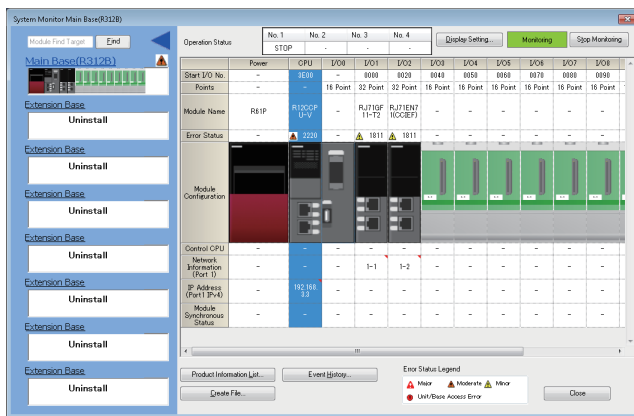 System Monitor Main Base(R312B)
Module Find Target Find
Main Base(R312B)
Extension Base
Uninstall
Extension Base
Uninstall
Extension Base
Uninstall
Extension Base
Uninstall
Extension Base
Uninstall
Extension Base
Uninstall
Extension Base
Uninstall
Operation Status
No. 1 No. 2 No. 3 No. 4
STOP - - -
Display Setting... Monitoring Stop Monitoring
Power CPU I/O0 I/O1 I/O2 I/O3 I/O4 I/O5 I/O6 I/O7 I/O8
Start I/O No. - 3E00 - 0000 0020 0040 0050 0060 0070 0080 0090
Points - - 16 Point 32 Point 32 Point 16 Point 16 Point 16 Point 16 Point 16 Point 16 Point
Module Name R61P R12CCP - RJ71GF RJ71EN7 - - - - - -
U-V 11-T2 1(CCIEF)
Error Status - 2220 - 1811 1811 - - - - - -
Module
Configuration
Control CPU - - - - - - - - - - -
Network
Information - - - 1-1 1-2 - - - - - -
(Port 1)
IP Address - 192.168. - - - - - - - - -
(Port1 IPv4) 3.3
Module
Synchronous - - - - - - - - - - -
Status
Product Information List... Event History...
Create File...
Error Status Legend
Major Moderate Minor
Unit/Base Access Error
Close